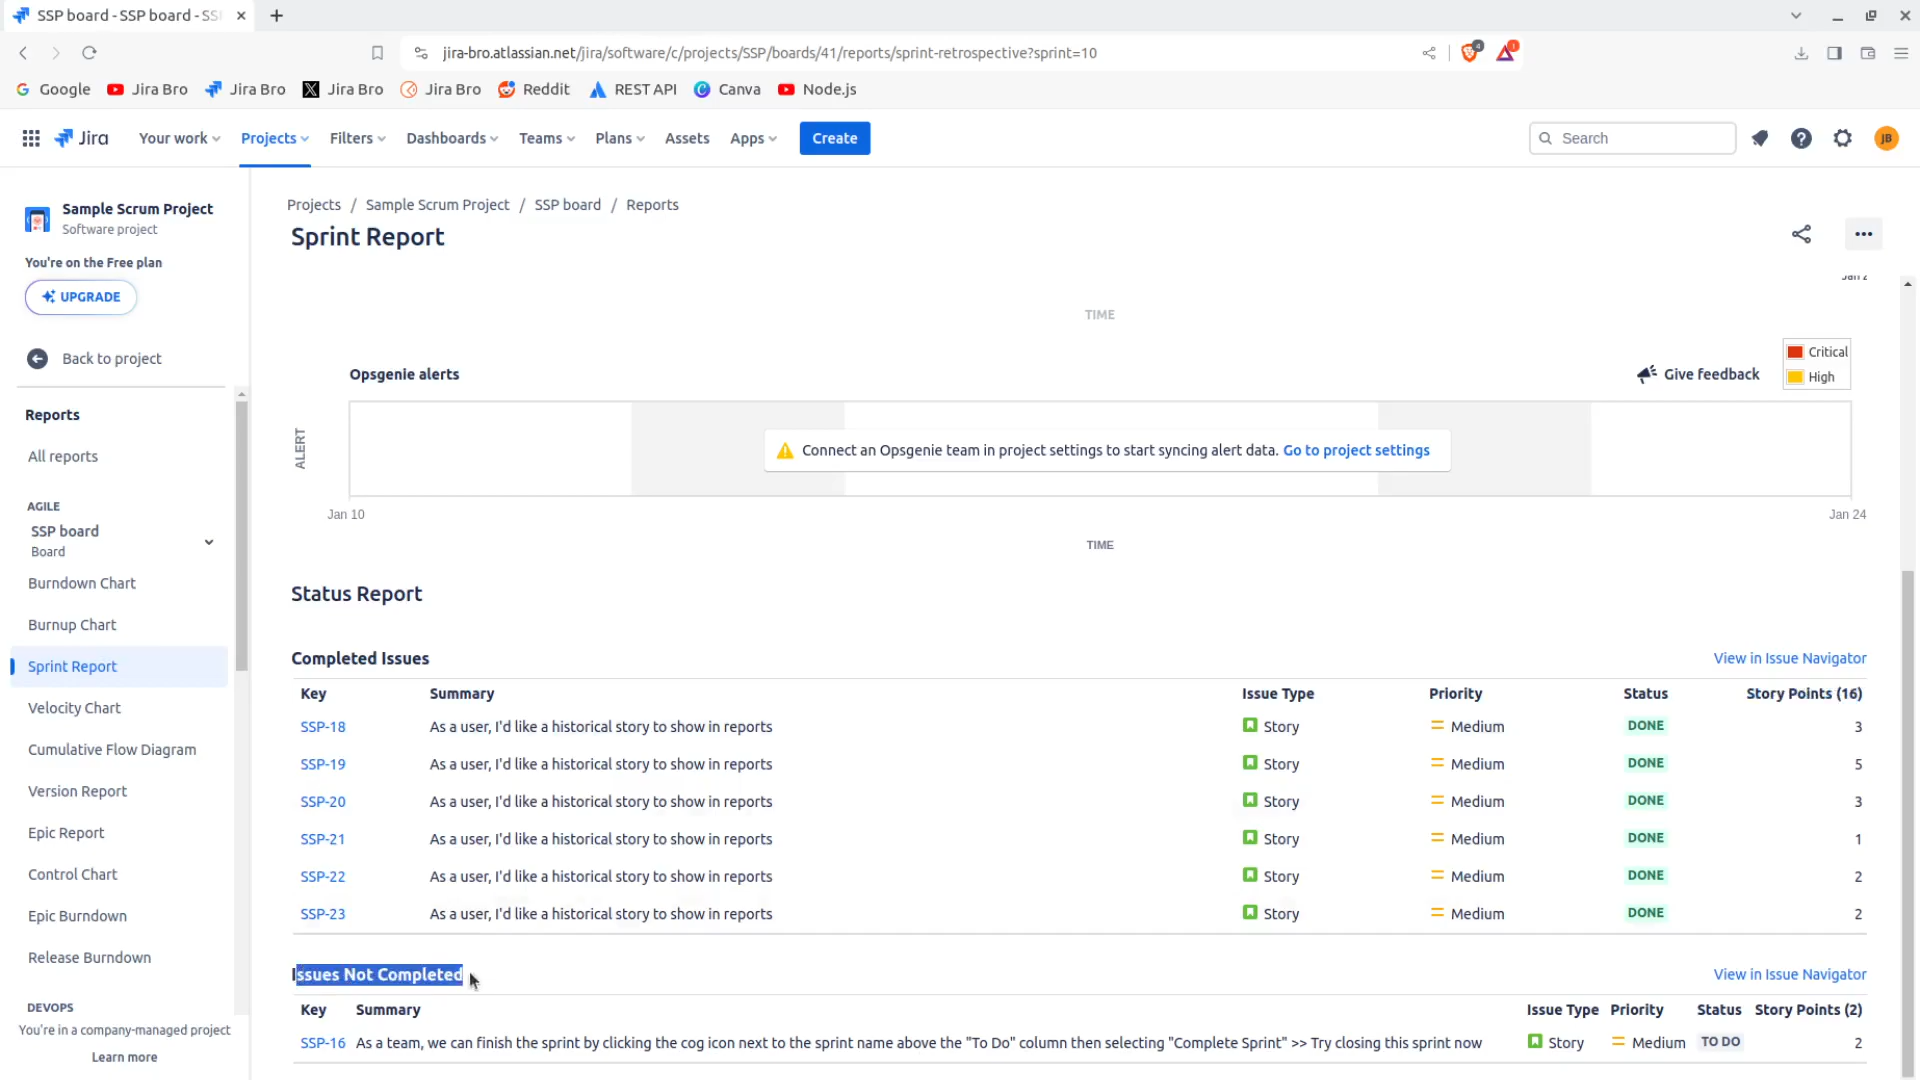 SSP board - SSP board - SS
jira-bro.atlassian.net/jira/software/c/projects/SSP/boards/41/reports/sprint-retrospective?sprint=10
4
1
Google Jira Bro Jira Bro Jira Bro Jira Bro Reddit REST API Canva Node.js
Jira Your work Projects Filters Dashboards Teams Plans Assets Apps Create Search JB
Sample Scrum Project
Software project
You're on the Free plan
UPGRADE
Back to project
Reports
All reports
AGILE
SSP board
Board
Burndown Chart
Burnup Chart
Sprint Report
Velocity Chart
Cumulative Flow Diagram
Version Report
Epic Report
Control Chart
Epic Burndown
Release Burndown
DEVOPS
You're in a company-managed project
Learn more
Projects / Sample Scrum Project / SSP board / Reports
Sprint Report
TIME
Opsgenie alerts
Give feedback
Critical
High
ALERT
Connect an Opsgenie team in project settings to start syncing alert data. Go to project settings
Jan 10
Jan 24
TIME
Status Report
Completed Issues View in Issue Navigator
Key Summary Issue Type Priority Status Story Points (16)
SSP-18 As a user, I'd like a historical story to show in reports Story Medium DONE 3
SSP-19 As a user, I'd like a historical story to show in reports Story Medium DONE 5
SSP-20 As a user, I'd like a historical story to show in reports Story Medium DONE 3
SSP-21 As a user, I'd like a historical story to show in reports Story Medium DONE 1
SSP-22 As a user, I'd like a historical story to show in reports Story Medium DONE 2
SSP-23 As a user, I'd like a historical story to show in reports Story Medium DONE 2
Issues Not Completed View in Issue Navigator
Key Summary Issue Type Priority Status Story Points (2)
SSP-16 As a team, we can finish the sprint by clicking the cog icon next to the sprint name above the "To Do" column then selecting "Complete Sprint" >> Try closing this sprint now Story Medium TO DO 2